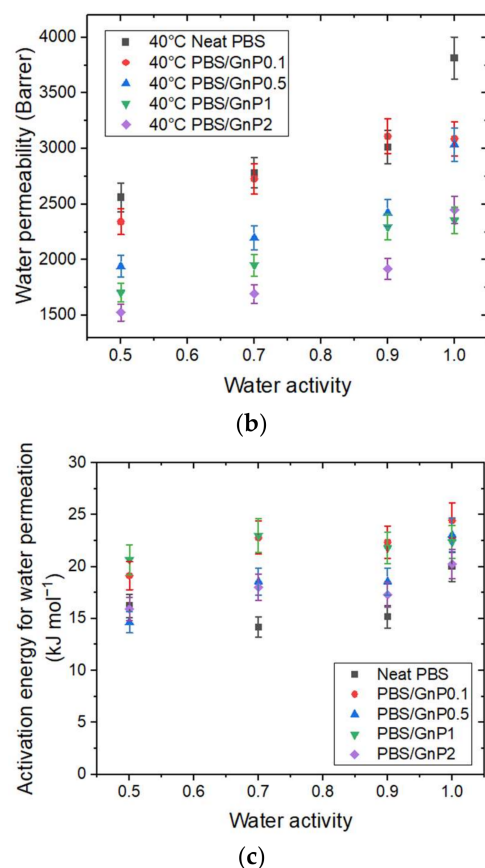 4000
3500
3000
2500
2000
1500
Water permeability (Barrer)
40°C Neat PBS
40°C PBS/GnP0.1
40°C PBS/GnP0.5
40°C PBS/GnP1
40°C PBS/GnP2
0.5 0.6 0.7 0.8 0.9 1.0
Water activity
(b)
30
25
20
15
10
5
0
Activation energy for water permeation
(kJ mol⁻¹)
Neat PBS
PBS/GnP0.1
PBS/GnP0.5
PBS/GnP1
PBS/GnP2
0.5 0.6 0.7 0.8 0.9 1.0
Water activity
(c)